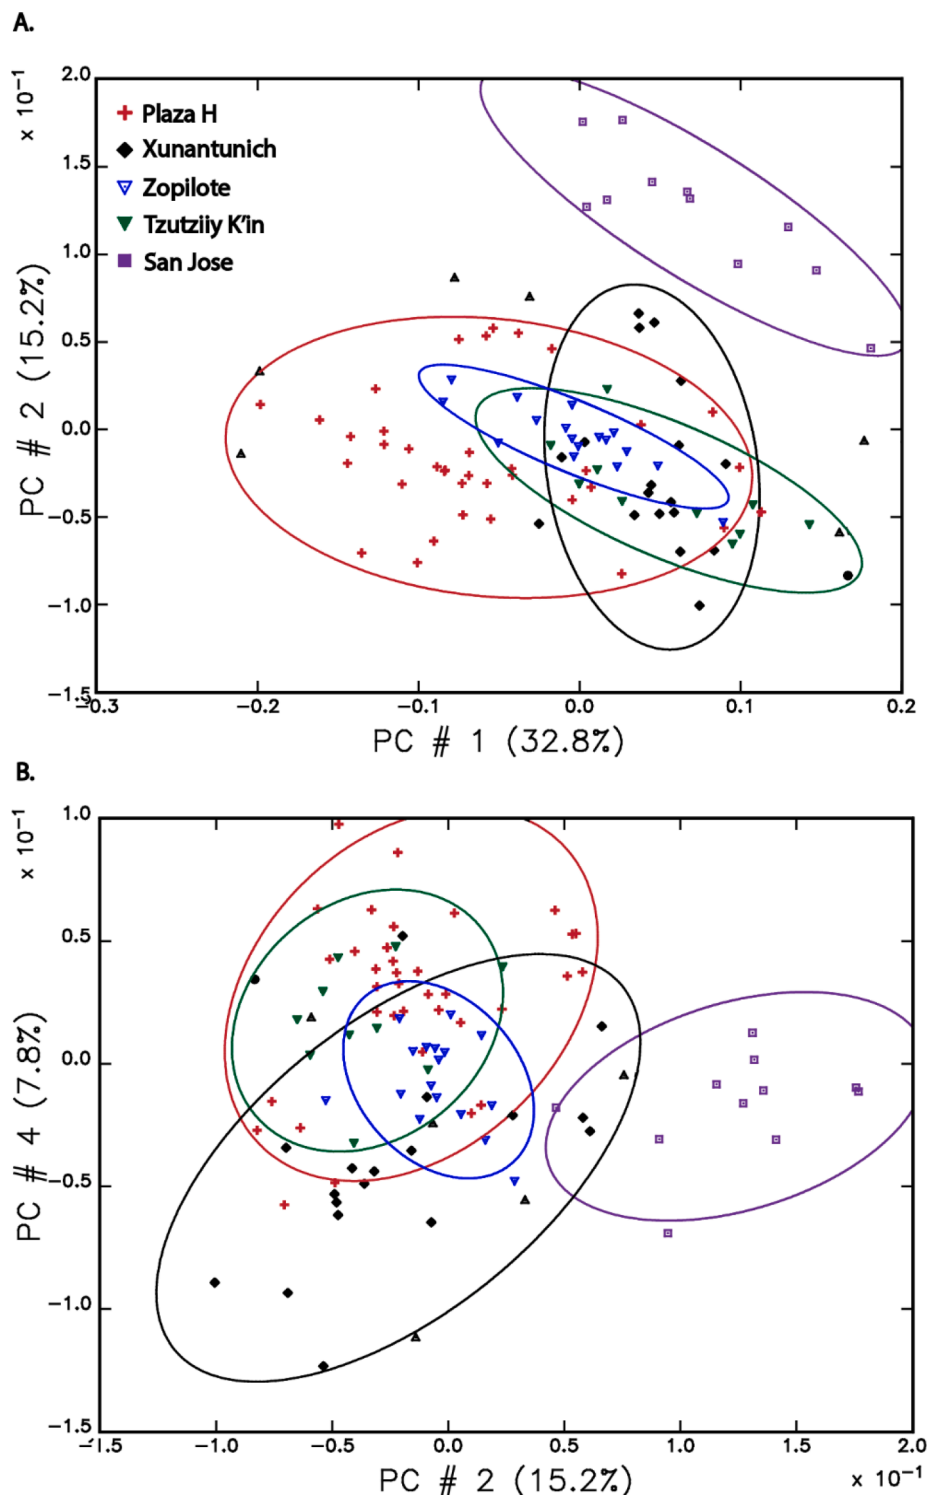 A.
× 10⁻¹
2.0
1.5
1.0
0.5
0.0
−0.5
−1.0
−1.5
PC # 2 (15.2%)
Plaza H
Xunantunich
Zopilote
Tzutziiy K'in
San Jose
−0.3 −0.2 −0.1 0.0 0.1 0.2
PC # 1 (32.8%)
B.
× 10⁻¹
1.0
0.5
0.0
−0.5
−1.0
−1.5
PC # 4 (7.8%)
−1.5 −1.0 −0.5 0.0 0.5 1.0 1.5 2.0
PC # 2 (15.2%)
× 10⁻¹